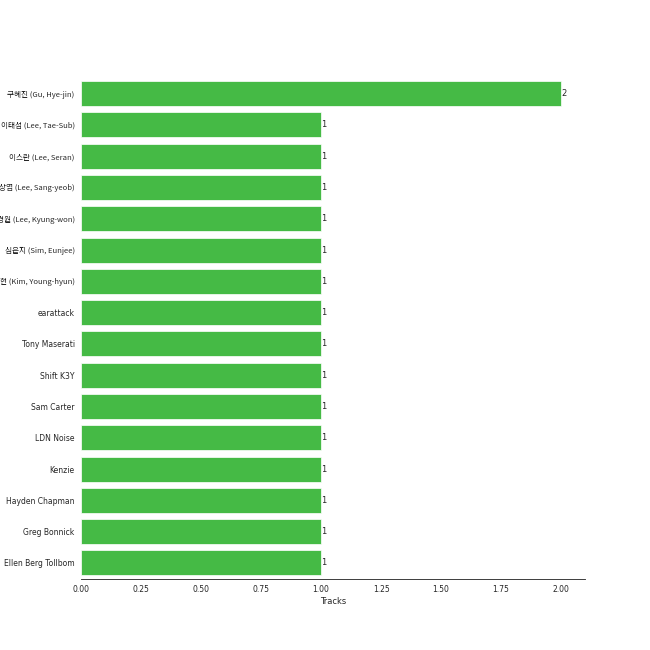 구혜진 (Gu, Hye-jin)
2
이태섭 (Lee, Tae-Sub)
1
이스란 (Lee, Seran)
1
상엽 (Lee, Sang-yeob)
1
경원 (Lee, Kyung-won)
1
심은지 (Sim, Eunjee)
1
현 (Kim, Young-hyun)
1
earattack
1
Tony Maserati
1
Shift K3Y
1
Sam Carter
1
LDN Noise
1
Kenzie
1
Hayden Chapman
1
Greg Bonnick
1
Ellen Berg Tollbom
1
0.00 0.25 0.50 0.75 1.00 1.25 1.50 1.75 2.00
Tracks